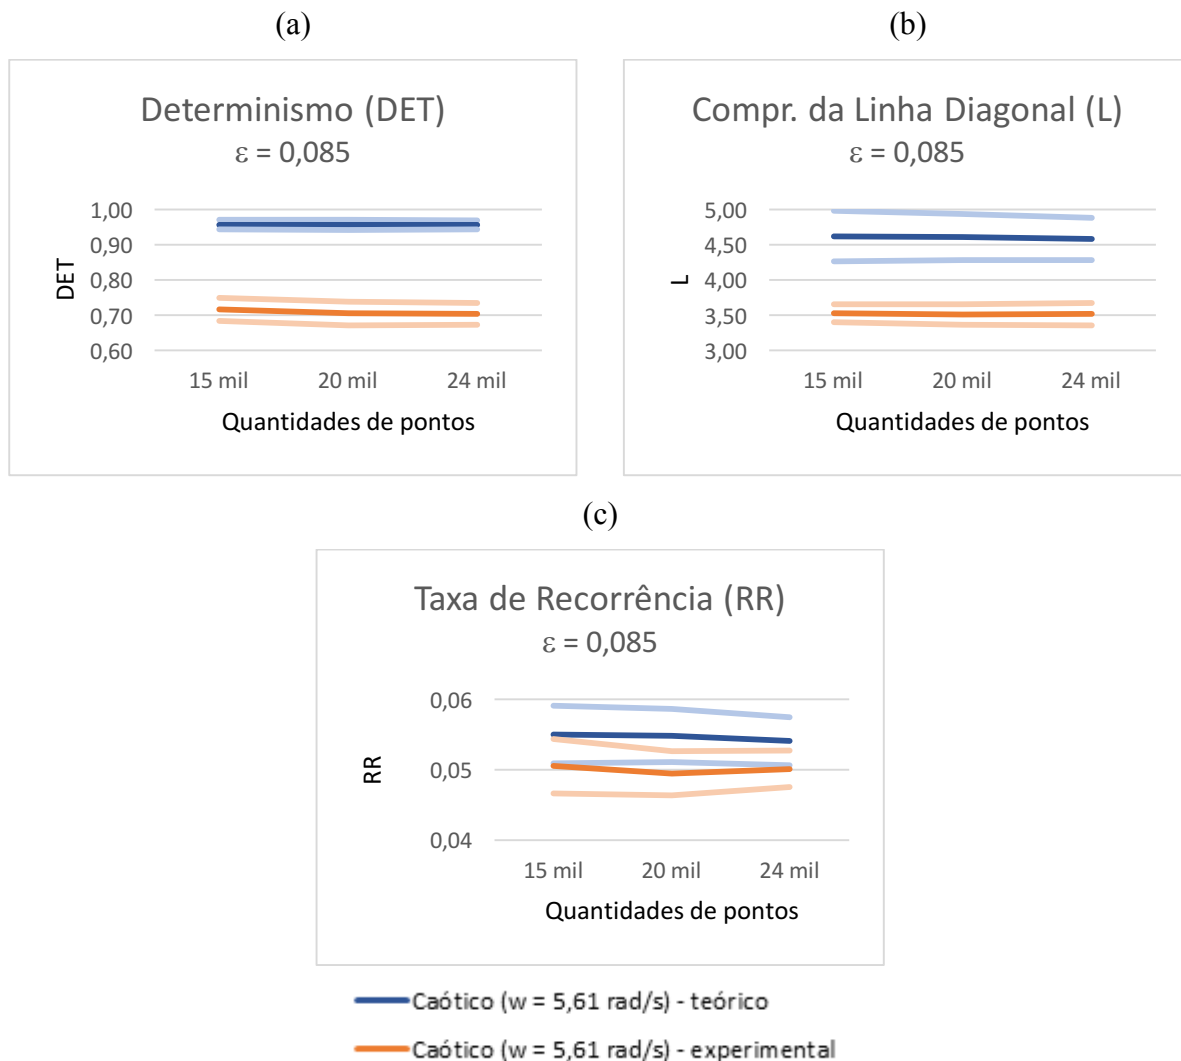 (a)
Determinismo (DET)
ε = 0,085
1,00
0,90
0,80
0,70
0,60
DET
15 mil
20 mil
24 mil
Quantidades de pontos
(b)
Compr. da Linha Diagonal (L)
ε = 0,085
5,00
4,50
4,00
3,50
3,00
L
15 mil
20 mil
24 mil
Quantidades de pontos
(c)
Taxa de Recorrência (RR)
ε = 0,085
0,06
0,05
0,04
RR
15 mil
20 mil
24 mil
Quantidades de pontos
Caótico (w = 5,61 rad/s) - teórico
Caótico (w = 5,61 rad/s) - experimental